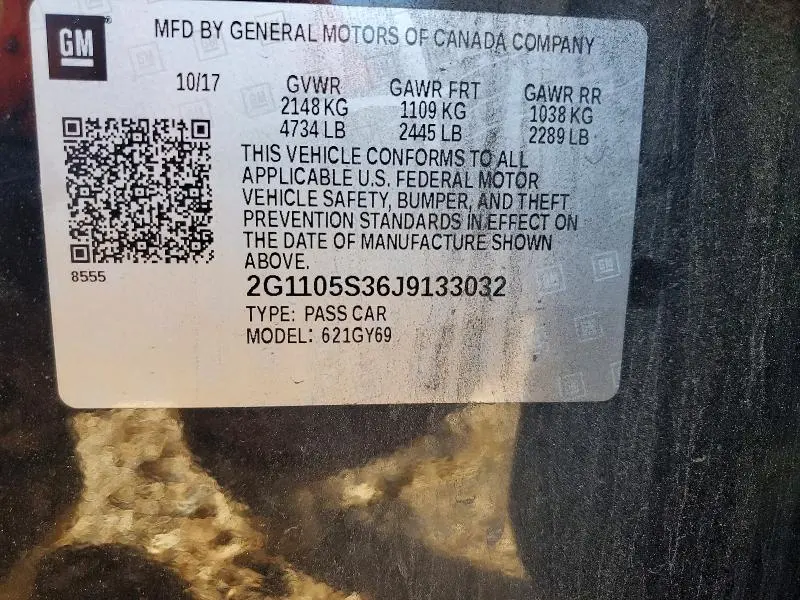 GM
MFD BY GENERAL MOTORS OF CANADA COMPANY
10/17 GVWR GAWR FRT GAWR RR
2148 KG 1109 KG 1038 KG
4734 LB 2445 LB 2289 LB
THIS VEHICLE CONFORMS TO ALL
APPLICABLE U.S. FEDERAL MOTOR
VEHICLE SAFETY, BUMPER, AND THEFT
PREVENTION STANDARDS IN EFFECT ON
THE DATE OF MANUFACTURE SHOWN
ABOVE.
8555
2G1105S36J9133032
TYPE: PASS CAR
MODEL: 621GY69